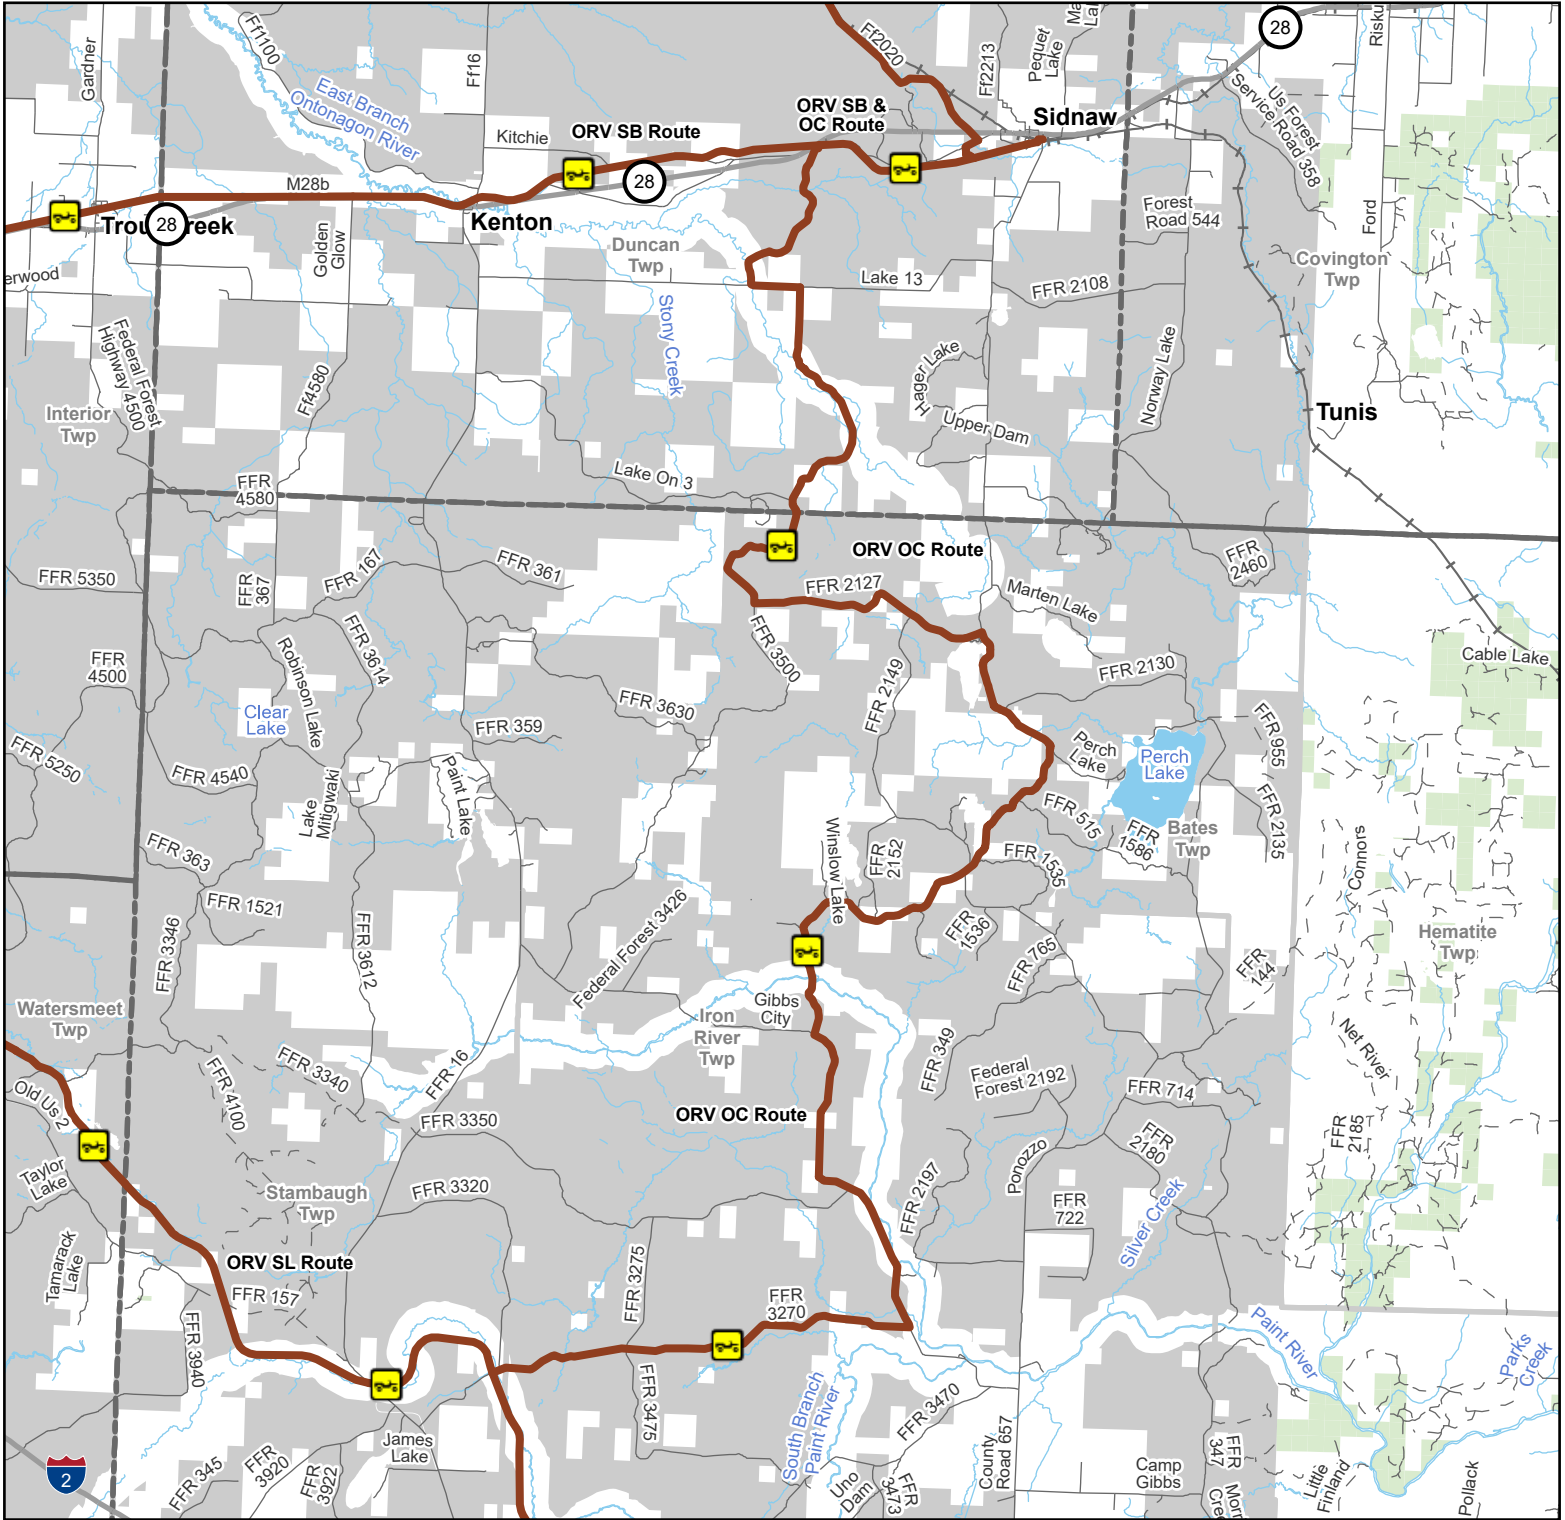 Gardner
Ff1100
Ff16
Ff2020
Ff2213
Pequet
Lake
28
Risku
East Branch
Ontonagon River
Kitchie
ORV SB Route
ORV SB &
OC Route
Sidnaw
Us Forest
Service Road 358
M28b
28
28
Kenton
Golden
Glow
Duncan
Twp
Lake 13
Forest
Road 544
Ford
Covington
Twp
FFR 2108
Stony Creek
Federal Forest
Highway 4500
Ff4580
Interior
Twp
Hager Lake
Upper Dam
Norway Lake
Tunis
FFR
4580
Lake On 3
FFR 5350
FFR
367
FFR 167
FFR 361
ORV OC Route
FFR 2127
FFR
2460
Marten Lake
FFR 3614
Robinson Lake
FFR 3500
FFR
4500
Clear
Lake
FFR 3630
FFR 2149
FFR 2130
Cable Lake
FFR 359
FFR 5250
FFR 4540
Lake
Mitigwaki
Paint Lake
Perch
Lake
Perch
Lake
FFR 955
FFR 515
FFR
1586
Bates
Twp
FFR 2135
FFR 363
Winslow Lake
FFR
2152
FFR 1535
Connors
FFR 1521
FFR 3346
FFR 3612
Federal Forest 3426
FFR
1536
FFR 765
FFR
144
Hematite
Twp
Watersmeet
Twp
Gibbs
City
Iron
River
Twp
Net River
FFR 3340
FFR 4100
FFR 16
FFR 349
Federal
Forest 2192
FFR 714
Old Us 2
FFR 3350
ORV OC Route
FFR
2185
FFR
2180
Taylor
Lake
FFR 3320
Ponozzo
FFR 2197
Stambaugh
Twp
FFR
722
Silver Creek
Tamarack
Lake
ORV SL Route
FFR 157
FFR 3275
FFR
3270
FFR 3940
Paint River
Parks
Creek
FFR 3475
South Branch
Paint River
FFR 3470
James
Lake
County
Road 657
2
FFR 345
FFR
3920
FFR
3922
Uno
Dam
FFR
3473
Camp
Gibbs
FFR
347
Little
Finland
Pollack